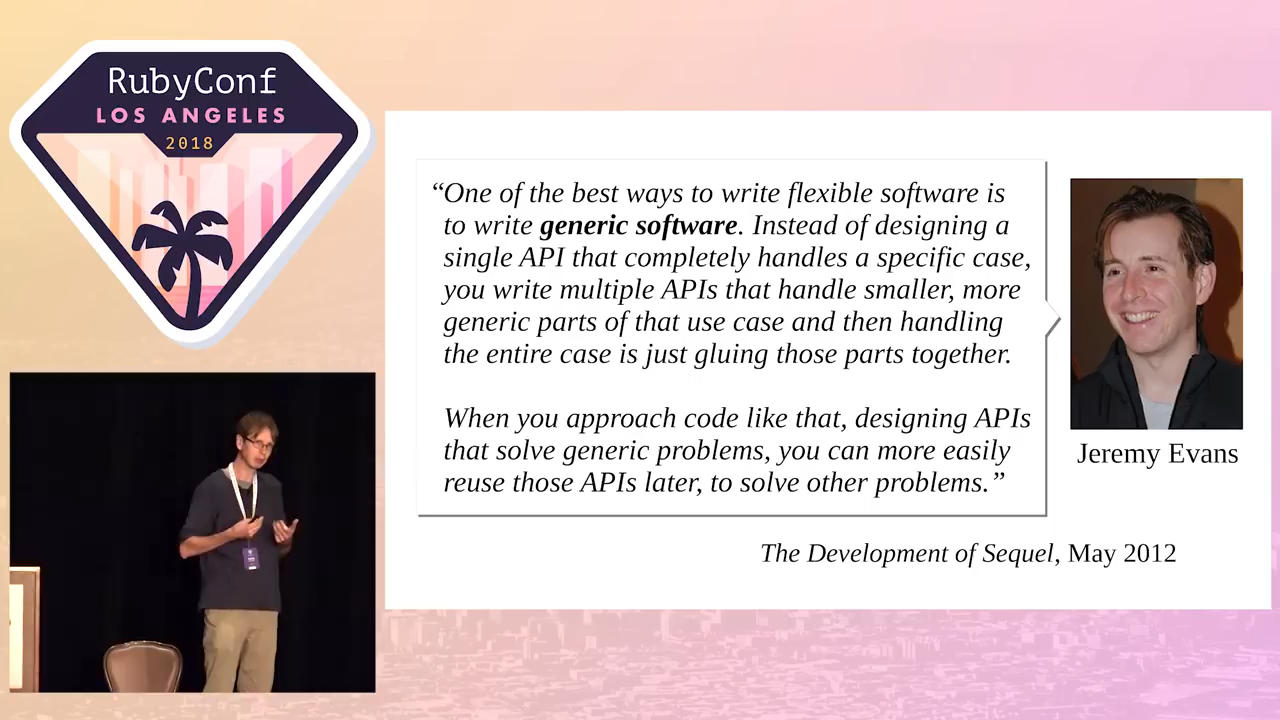 RubyConf
LOS ANGELES
2018
“One of the best ways to write flexible software is
to write generic software. Instead of designing a
single API that completely handles a specific case,
you write multiple APIs that handle smaller, more
generic parts of that use case and then handling
the entire case is just gluing those parts together.
When you approach code like that, designing APIs
that solve generic problems, you can more easily
reuse those APIs later, to solve other problems.”
Jeremy Evans
The Development of Sequel, May 2012